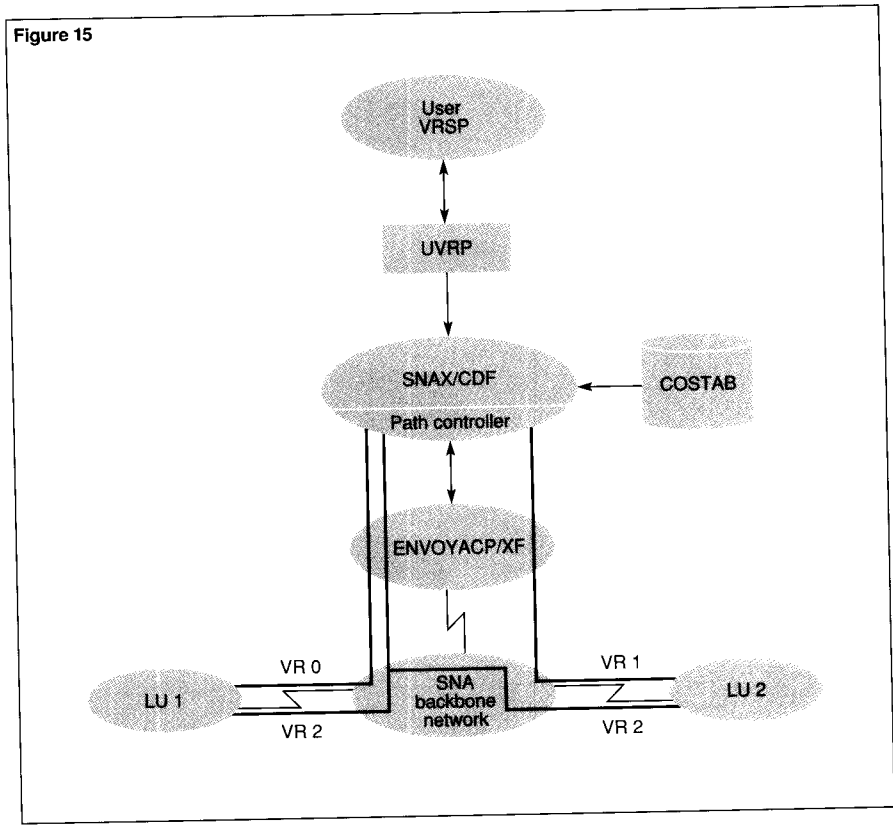 Figure 15
User
VRSP
UVRP
SNAX/CDF
COSTAB
Path controller
ENVOYACP/XF
VR 0
VR 1
LU 1
SNA
backbone
network
LU 2
VR 2
VR 2